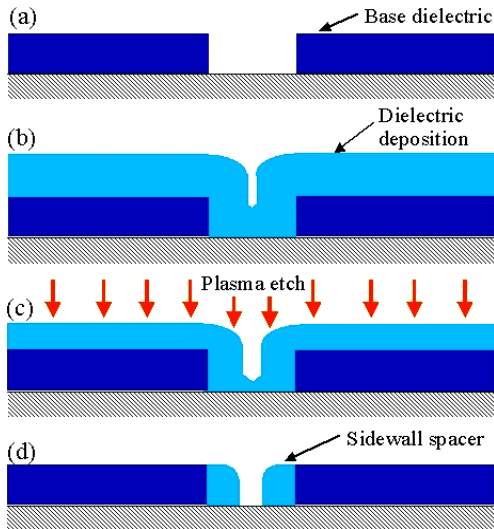 (a)
Base dielectric
(b)
Dielectric
deposition
Plasma etch
(c)
Sidewall spacer
(d)